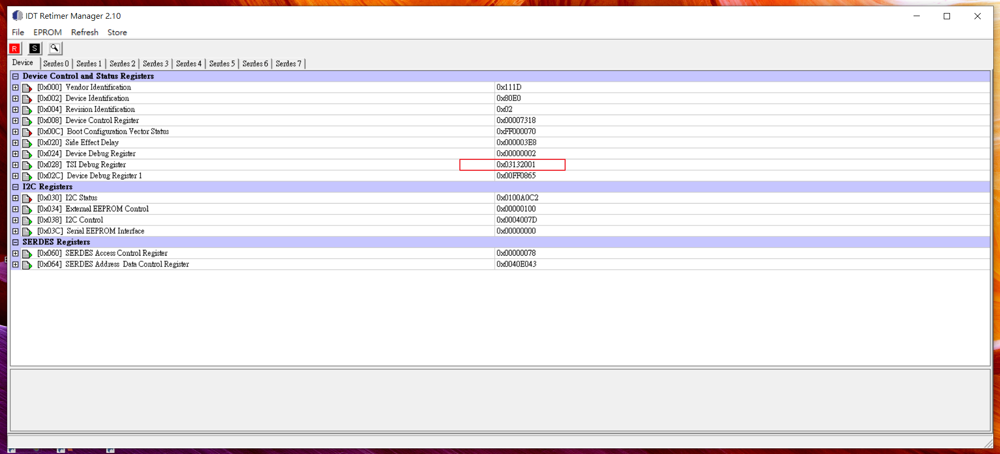 IDT Retimer Manager 2.10
File EPROM Refresh Store
R S
Device Serdes 0 Serdes 1 Serdes 2 Serdes 3 Serdes 4 Serdes 5 Serdes 6 Serdes 7
Device Control and Status Registers
[0x000] Vendor Identification 0x111D
[0x002] Device Identification 0x80E0
[0x004] Revision Identification 0x02
[0x008] Device Control Register 0x00007318
[0x00C] Boot Configuration Vector Status 0xFF000070
[0x020] Side Effect Delay 0x000003E8
[0x024] Device Debug Register 0x00000002
[0x028] TSI Debug Register 0x03132001
[0x02C] Device Debug Register 1 0x00FF0865
I2C Registers
[0x030] I2C Status 0x0100A0C2
[0x034] External EEPROM Control 0x00000100
[0x038] I2C Control 0x0004007D
[0x03C] Serial EEPROM Interface 0x00000000
SERDES Registers
[0x060] SERDES Access Control Register 0x00000078
[0x064] SERDES Address Data Control Register 0x0040E043